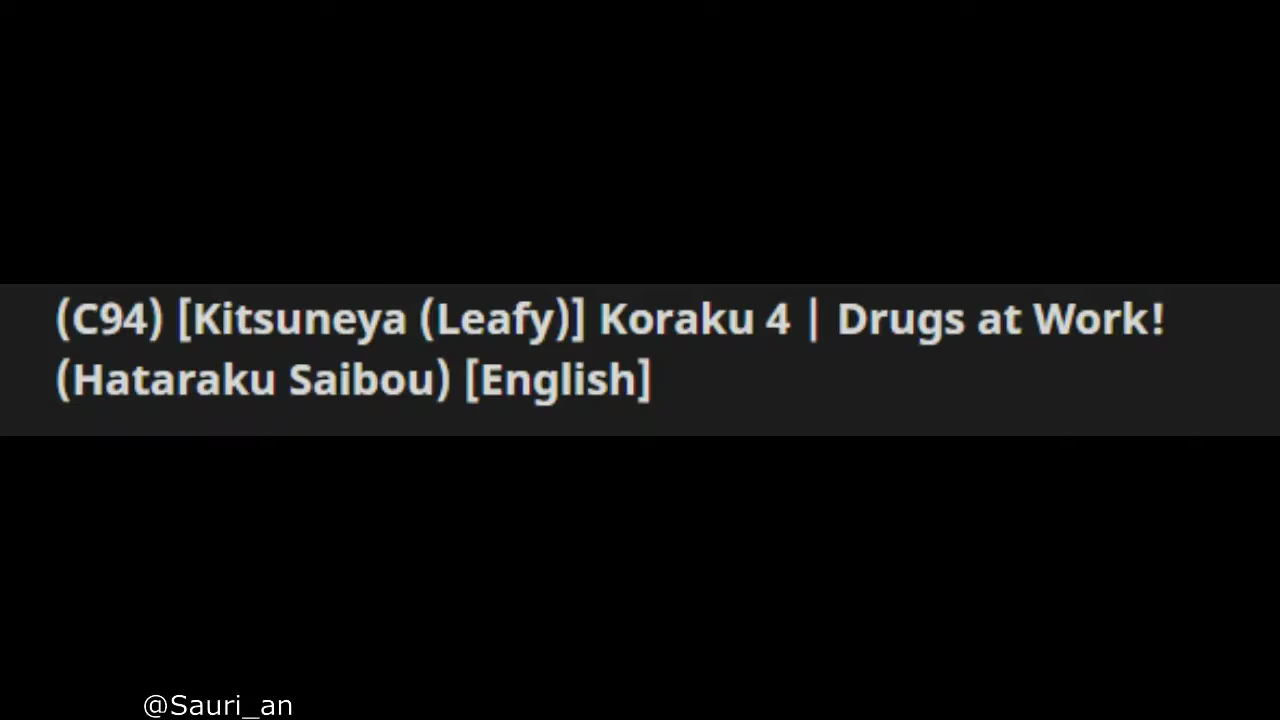 (C94) [Kitsuneya (Leafy)] Koraku 4 | Drugs at Work!
(Hataraku Saibou) [English]
@Sauri_an